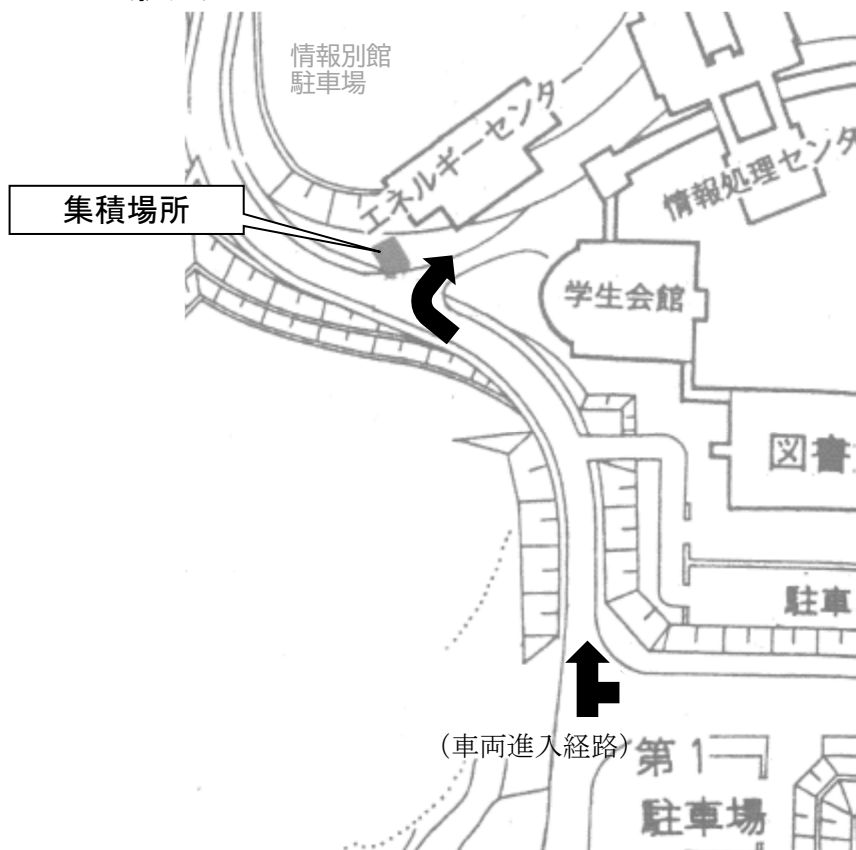 情報別館
駐車場
エネルギーセンター
集積場所
情報処理センタ
学生会館
図書
駐車
(車両進入経路)
第1
駐車場